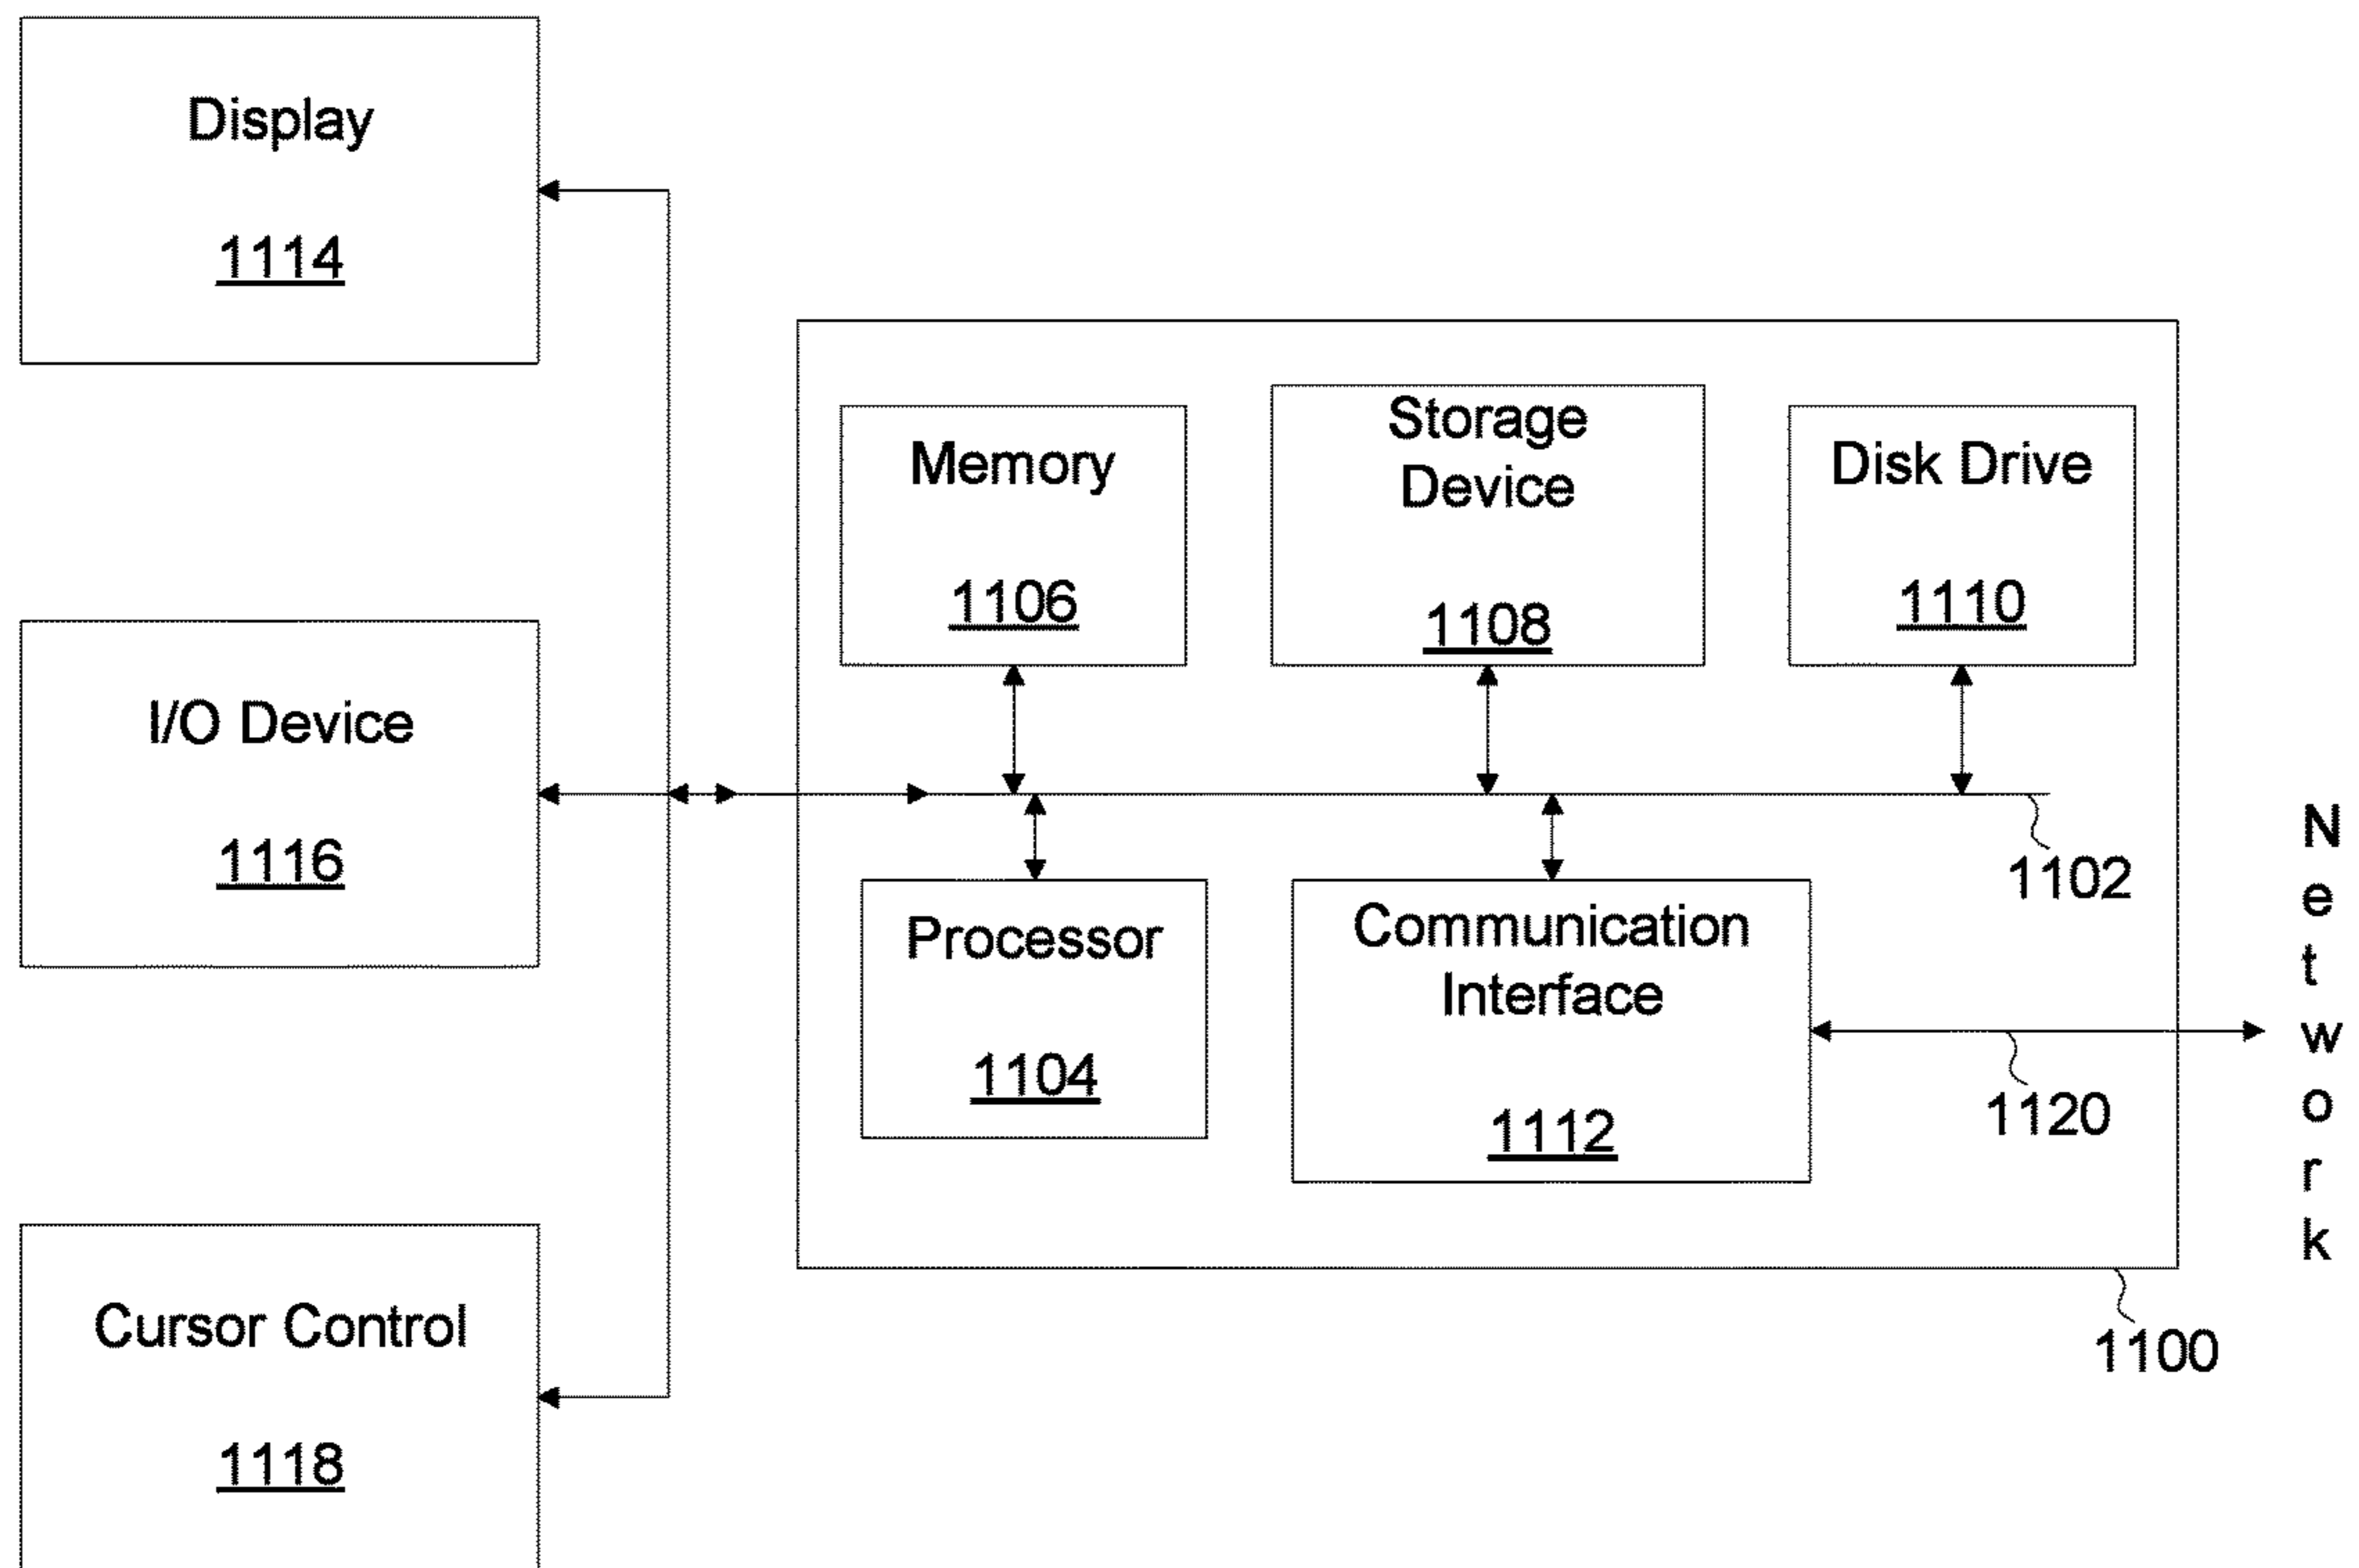 Display
1114
I/O Device
1116
Cursor Control
1118
Memory
1106
Storage
Device
1108
Disk Drive
1110
1102
Processor
1104
Communication
Interface
1112
1120
1100
Network